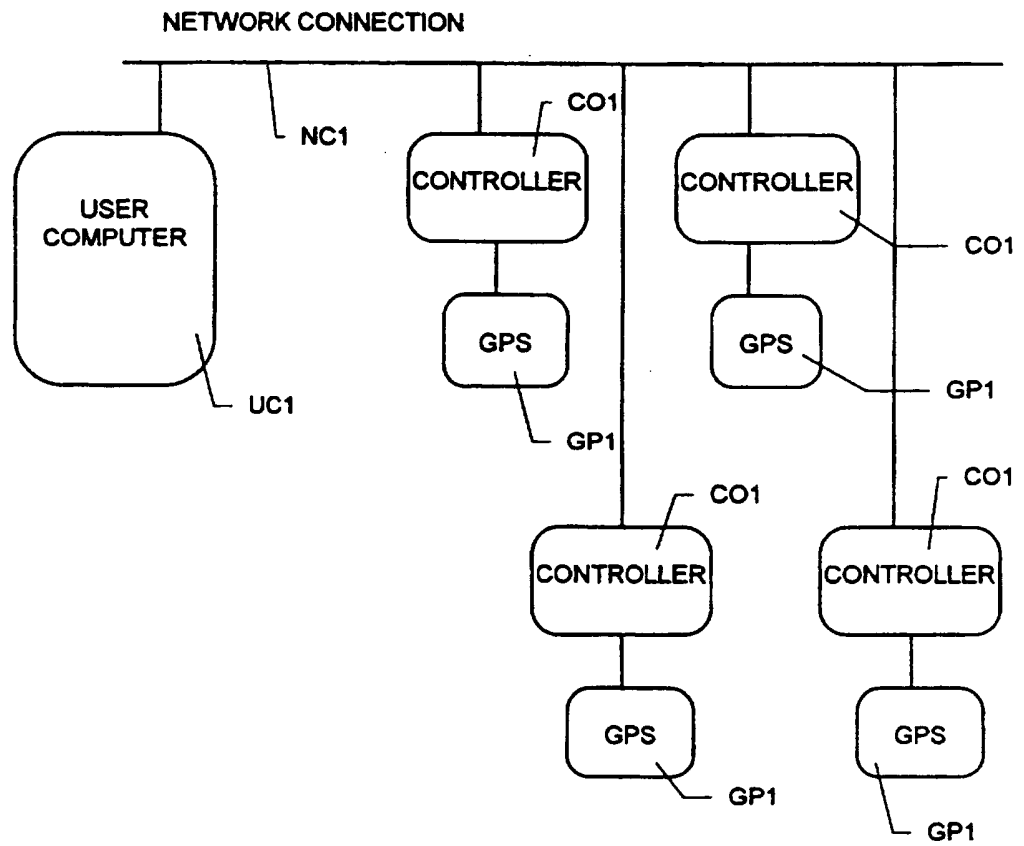 NETWORK CONNECTION
NC1
CO1
CONTROLLER
CONTROLLER
USER
COMPUTER
CO1
GPS
GPS
GP1
UC1
GP1
CO1
CO1
CONTROLLER
CONTROLLER
GPS
GPS
GP1
GP1